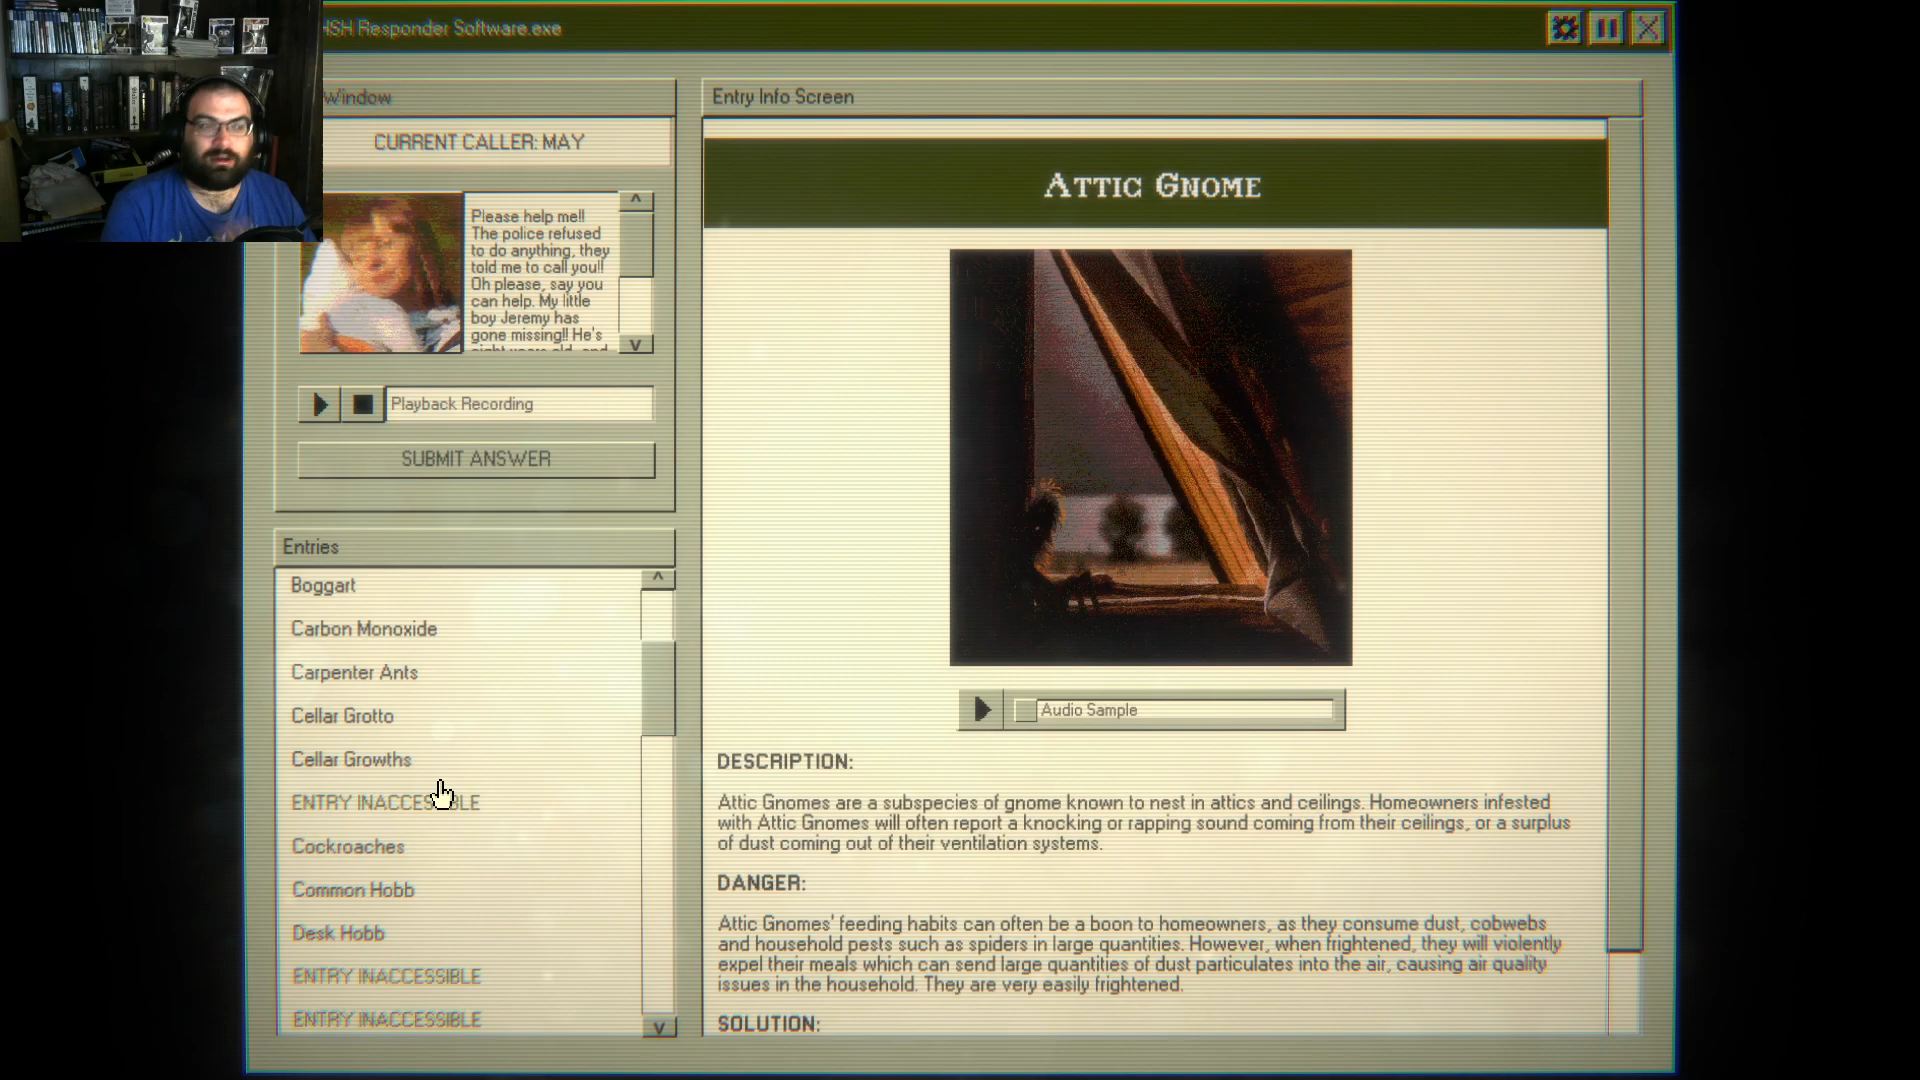 HSH Responder Software.exe
Window
CURRENT CALLER: MAY
Please help me!!
The police refused
to do anything, they
told me to call you!!
Oh please, say you
can help. My little
boy Jeremy has
gone missing!! He's
eight years old, and
Playback Recording
SUBMIT ANSWER
Entries
Boggart
Carbon Monoxide
Carpenter Ants
Cellar Grotto
Cellar Growths
ENTRY INACCESSIBLE
Cockroaches
Common Hobb
Desk Hobb
ENTRY INACCESSIBLE
ENTRY INACCESSIBLE
Entry Info Screen
ATTIC GNOME
Audio Sample
DESCRIPTION:
Attic Gnomes are a subspecies of gnome known to nest in attics and ceilings. Homeowners infested
with Attic Gnomes will often report a knocking or rapping sound coming from their ceilings, or a surplus
of dust coming out of their ventilation systems.
DANGER:
Attic Gnomes' feeding habits can often be a boon to homeowners, as they consume dust, cobwebs
and household pests such as spiders in large quantities. However, when frightened, they will violently
expel their meals which can send large quantities of dust particulates into the air, causing air quality
issues in the household. They are very easily frightened.
SOLUTION: